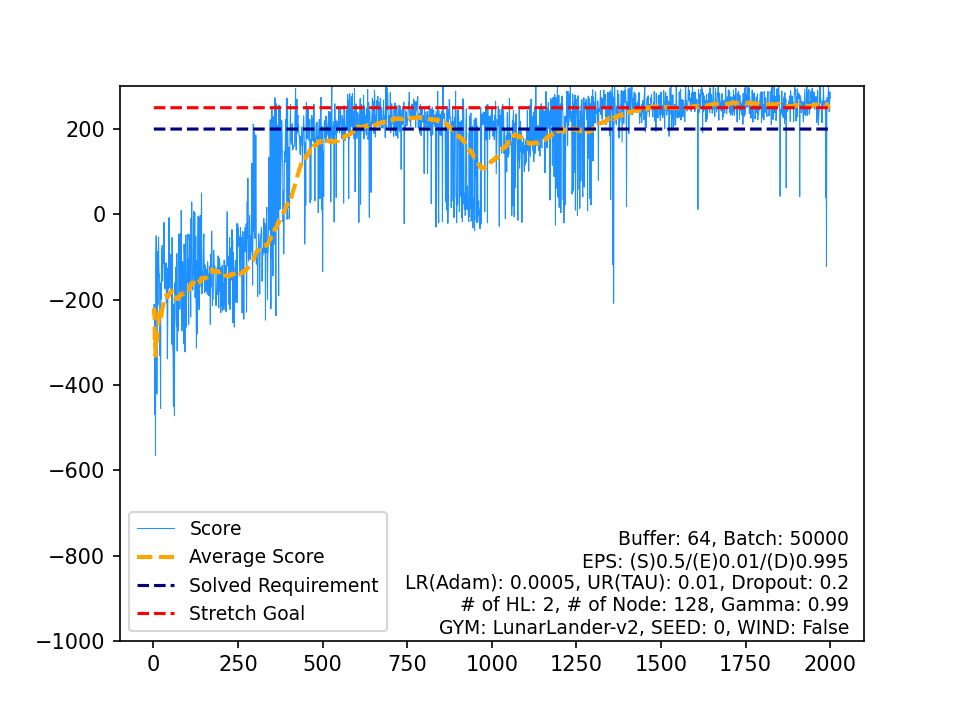 200
0
−200
−400
−600
−800
−1000
Score
Average Score
Solved Requirement
Stretch Goal
Buffer: 64, Batch: 50000
EPS: (S)0.5/(E)0.01/(D)0.995
LR(Adam): 0.0005, UR(TAU): 0.01, Dropout: 0.2
# of HL: 2, # of Node: 128, Gamma: 0.99
GYM: LunarLander-v2, SEED: 0, WIND: False
0 250 500 750 1000 1250 1500 1750 2000